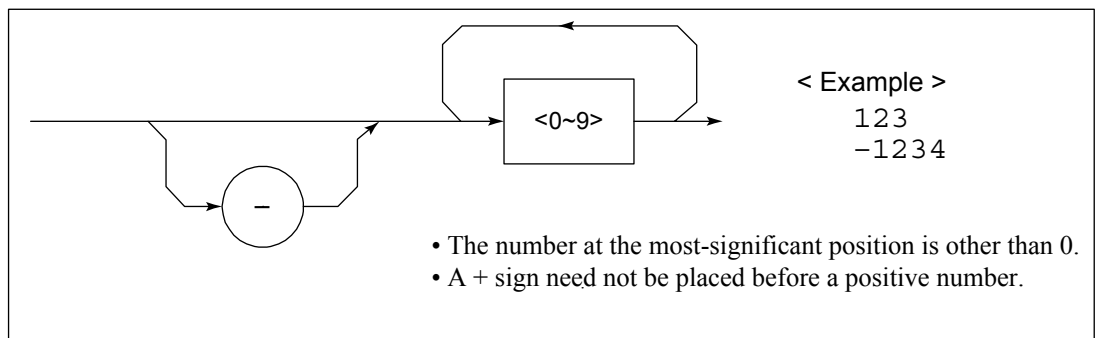 < Example >
<0~9>
123
−1234
−
• The number at the most-significant position is other than 0.
• A + sign need not be placed before a positive number.